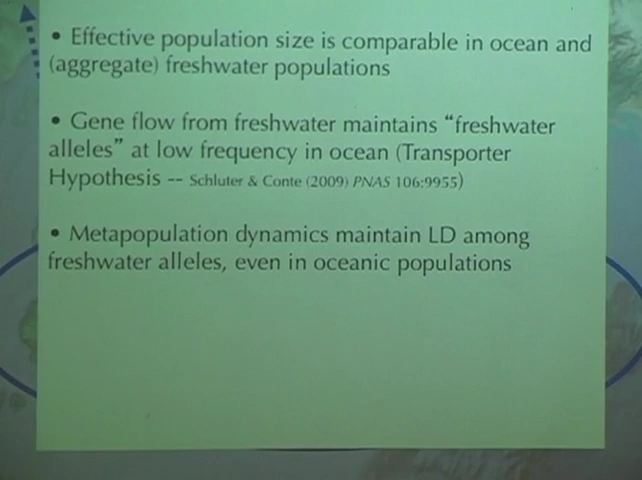 • Effective population size is comparable in ocean and
(aggregate) freshwater populations
• Gene flow from freshwater maintains “freshwater
alleles” at low frequency in ocean (Transporter
Hypothesis -- Schluter & Conte (2009) PNAS 106:9955)
• Metapopulation dynamics maintain LD among
freshwater alleles, even in oceanic populations